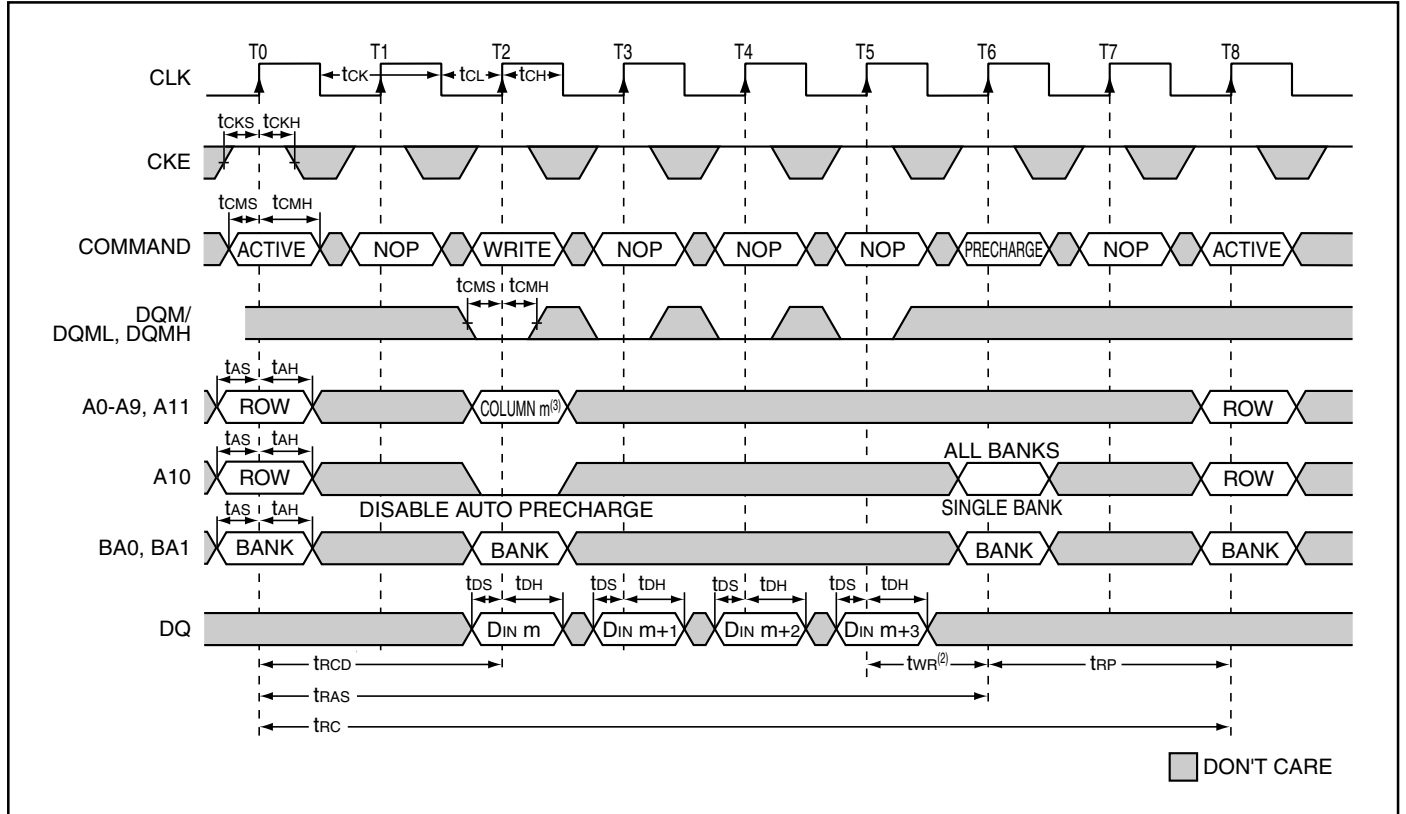 T0 T1 T2 T3 T4 T5 T6 T7 T8
CLK
tCK tCL tCH
tCKS tCKH
CKE
tCMS tCMH
COMMAND ACTIVE NOP WRITE NOP NOP NOP PRECHARGE NOP ACTIVE
tCMS tCMH
DQM/
DQML, DQMH
tAS tAH
A0-A9, A11 ROW COLUMN m(3) ROW
tAS tAH
ALL BANKS
A10 ROW ROW
DISABLE AUTO PRECHARGE SINGLE BANK
tAS tAH
BA0, BA1 BANK BANK BANK BANK
tDS tDH tDS tDH tDS tDH tDS tDH
DQ DIN m DIN m+1 DIN m+2 DIN m+3
tRCD tWR(2) tRP
tRAS
tRC
DON'T CARE